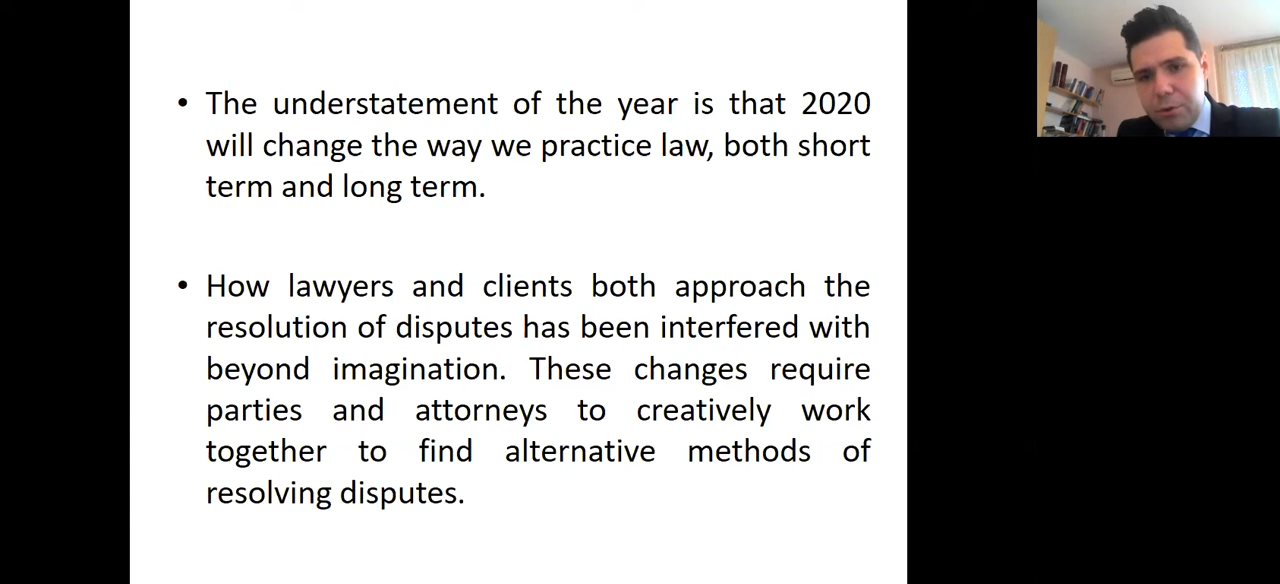 • The understatement of the year is that 2020
will change the way we practice law, both short
term and long term.
• How lawyers and clients both approach the
resolution of disputes has been interfered with
beyond imagination. These changes require
parties and attorneys to creatively work
together to find alternative methods of
resolving disputes.